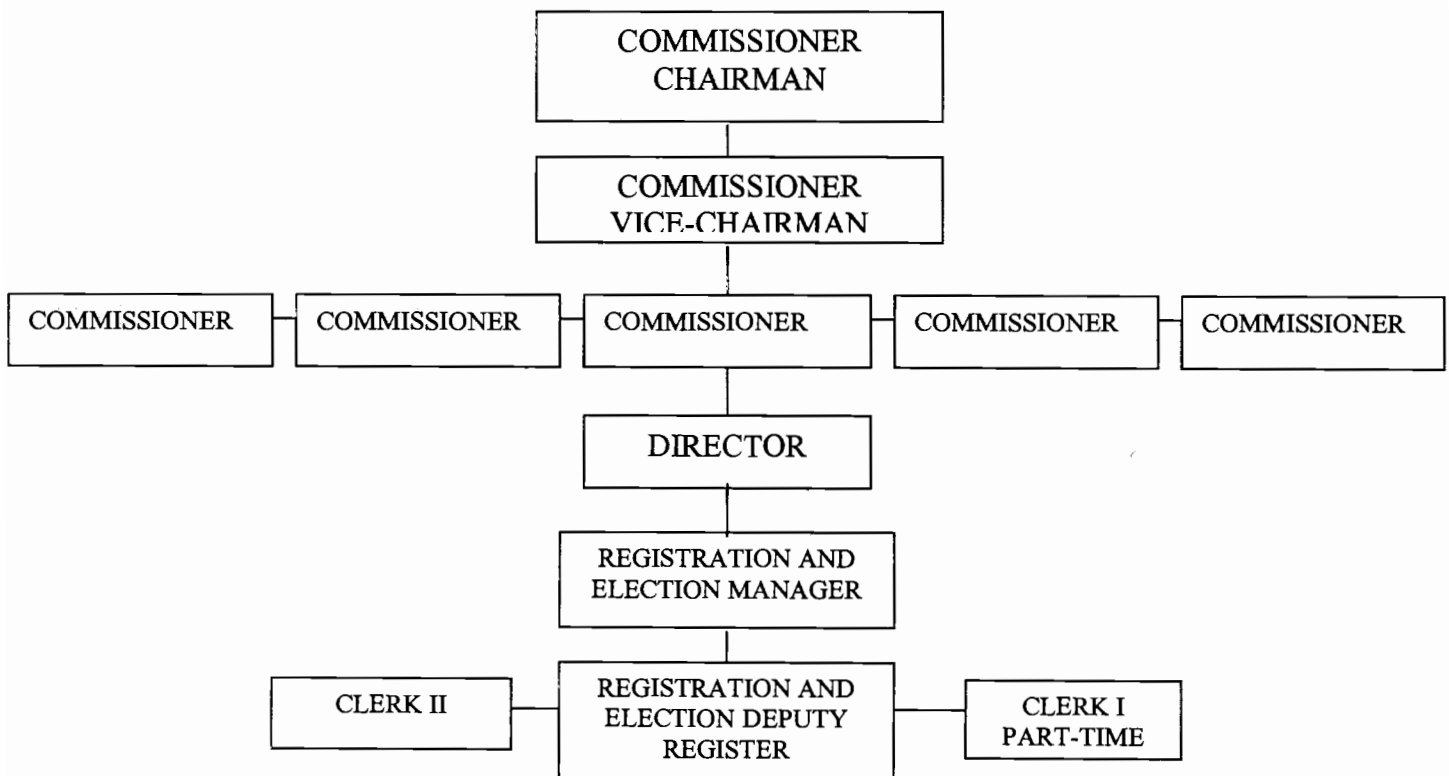 COMMISSIONER
CHAIRMAN
COMMISSIONER
VICE-CHAIRMAN
COMMISSIONER
COMMISSIONER
COMMISSIONER
COMMISSIONER
COMMISSIONER
DIRECTOR
REGISTRATION AND
ELECTION MANAGER
CLERK II
REGISTRATION AND
ELECTION DEPUTY
REGISTER
CLERK I
PART-TIME